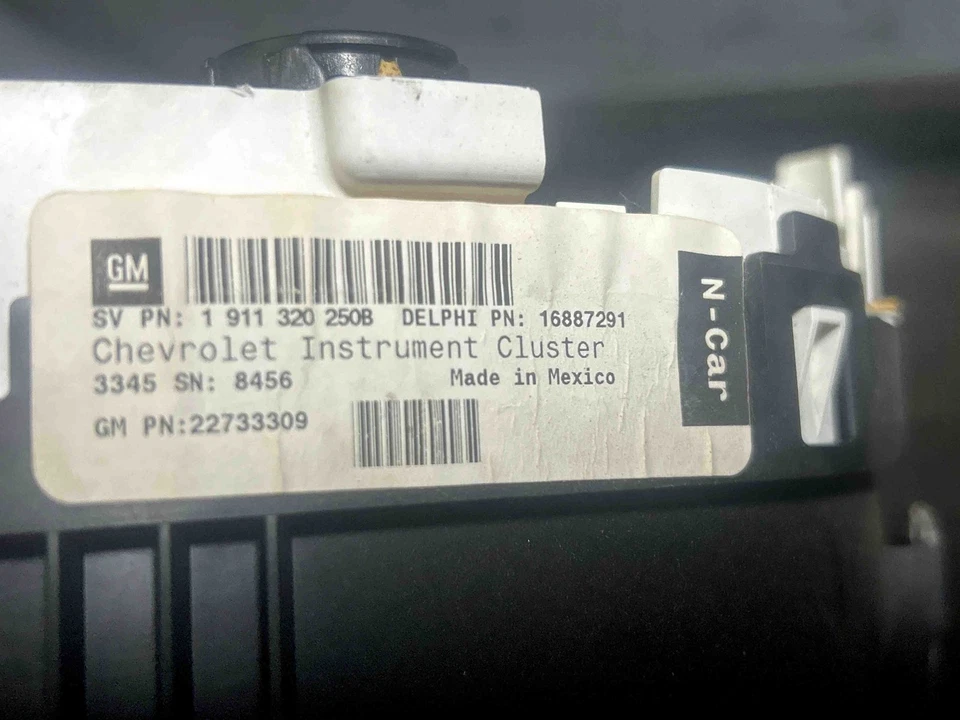 GM
SV PN: 1 911 320 250B DELPHI PN: 16887291
Chevrolet Instrument Cluster
3345 SN: 8456 Made in Mexico
GM PN:22733309
N-Car